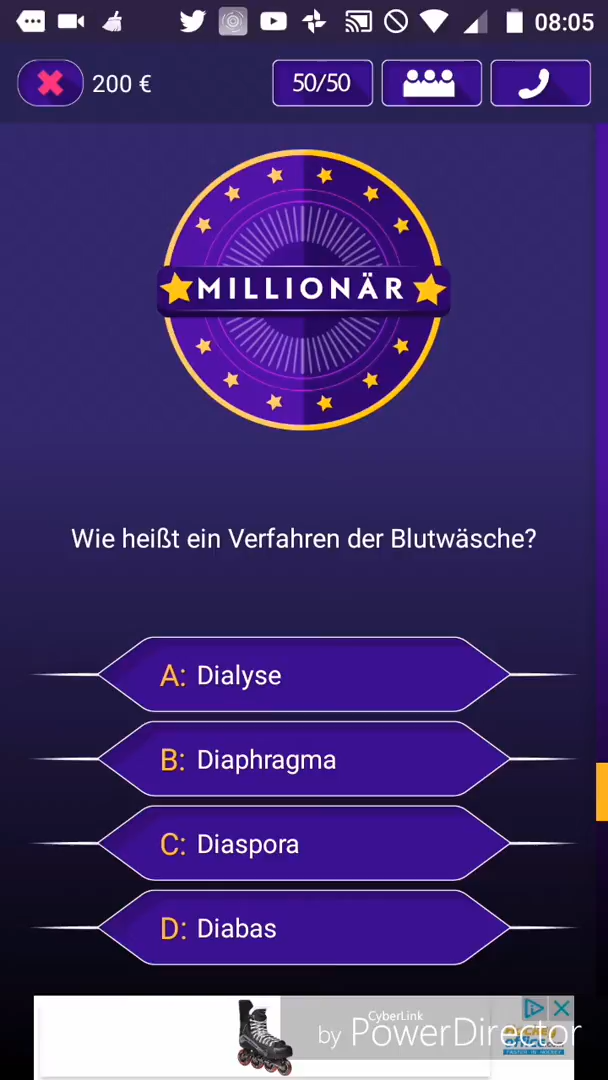 08:05
200 €
50/50
MILLIONÄR
Wie heißt ein Verfahren der Blutwäsche?
A: Dialyse
B: Diaphragma
C: Diaspora
D: Diabas
CyberLink
by PowerDirector